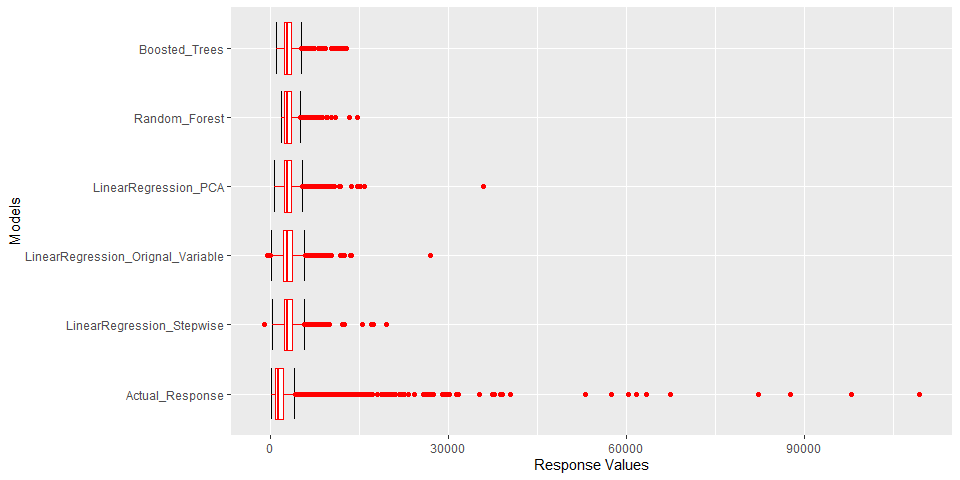 Boosted_Trees
Random_Forest
LinearRegression_PCA
LinearRegression_Orignal_Variable
LinearRegression_Stepwise
Actual_Response
Models
0 30000 60000 90000
Response Values